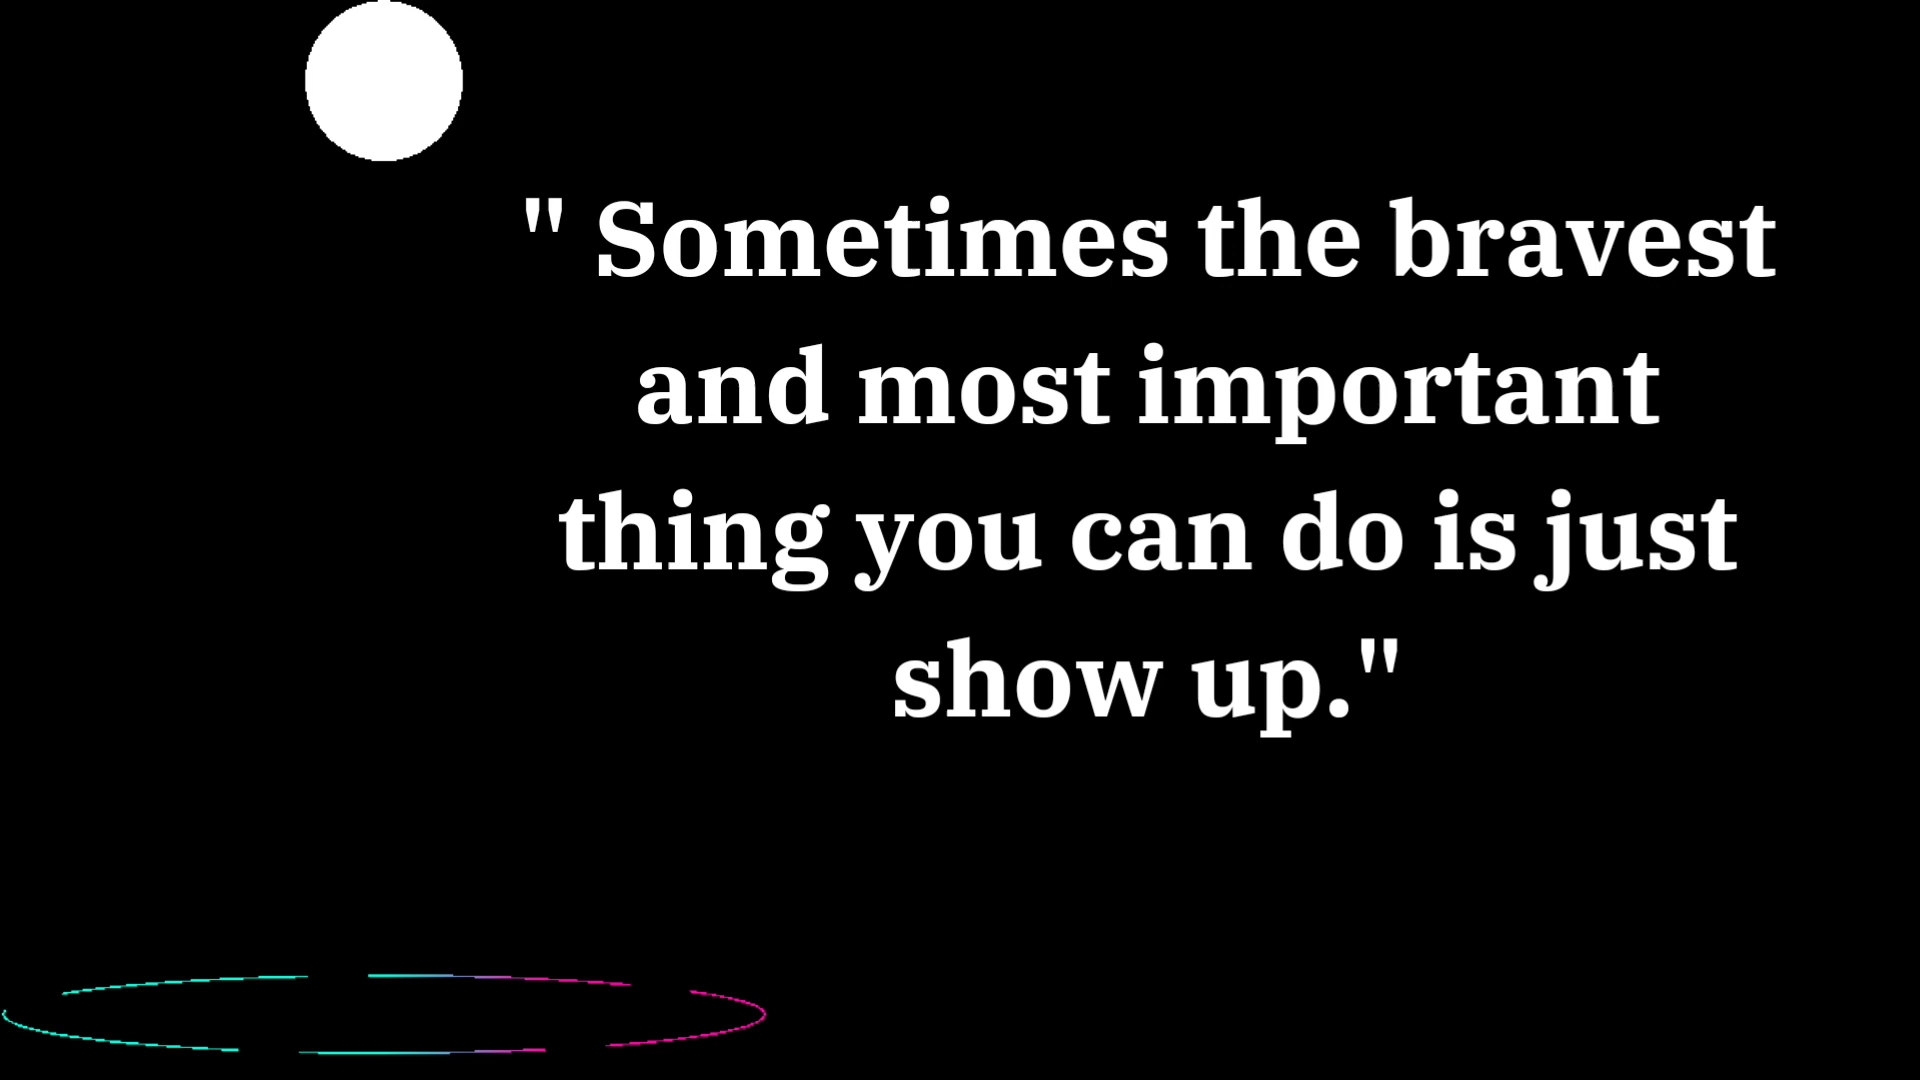 " Sometimes the bravest
and most important
thing you can do is just
show up."